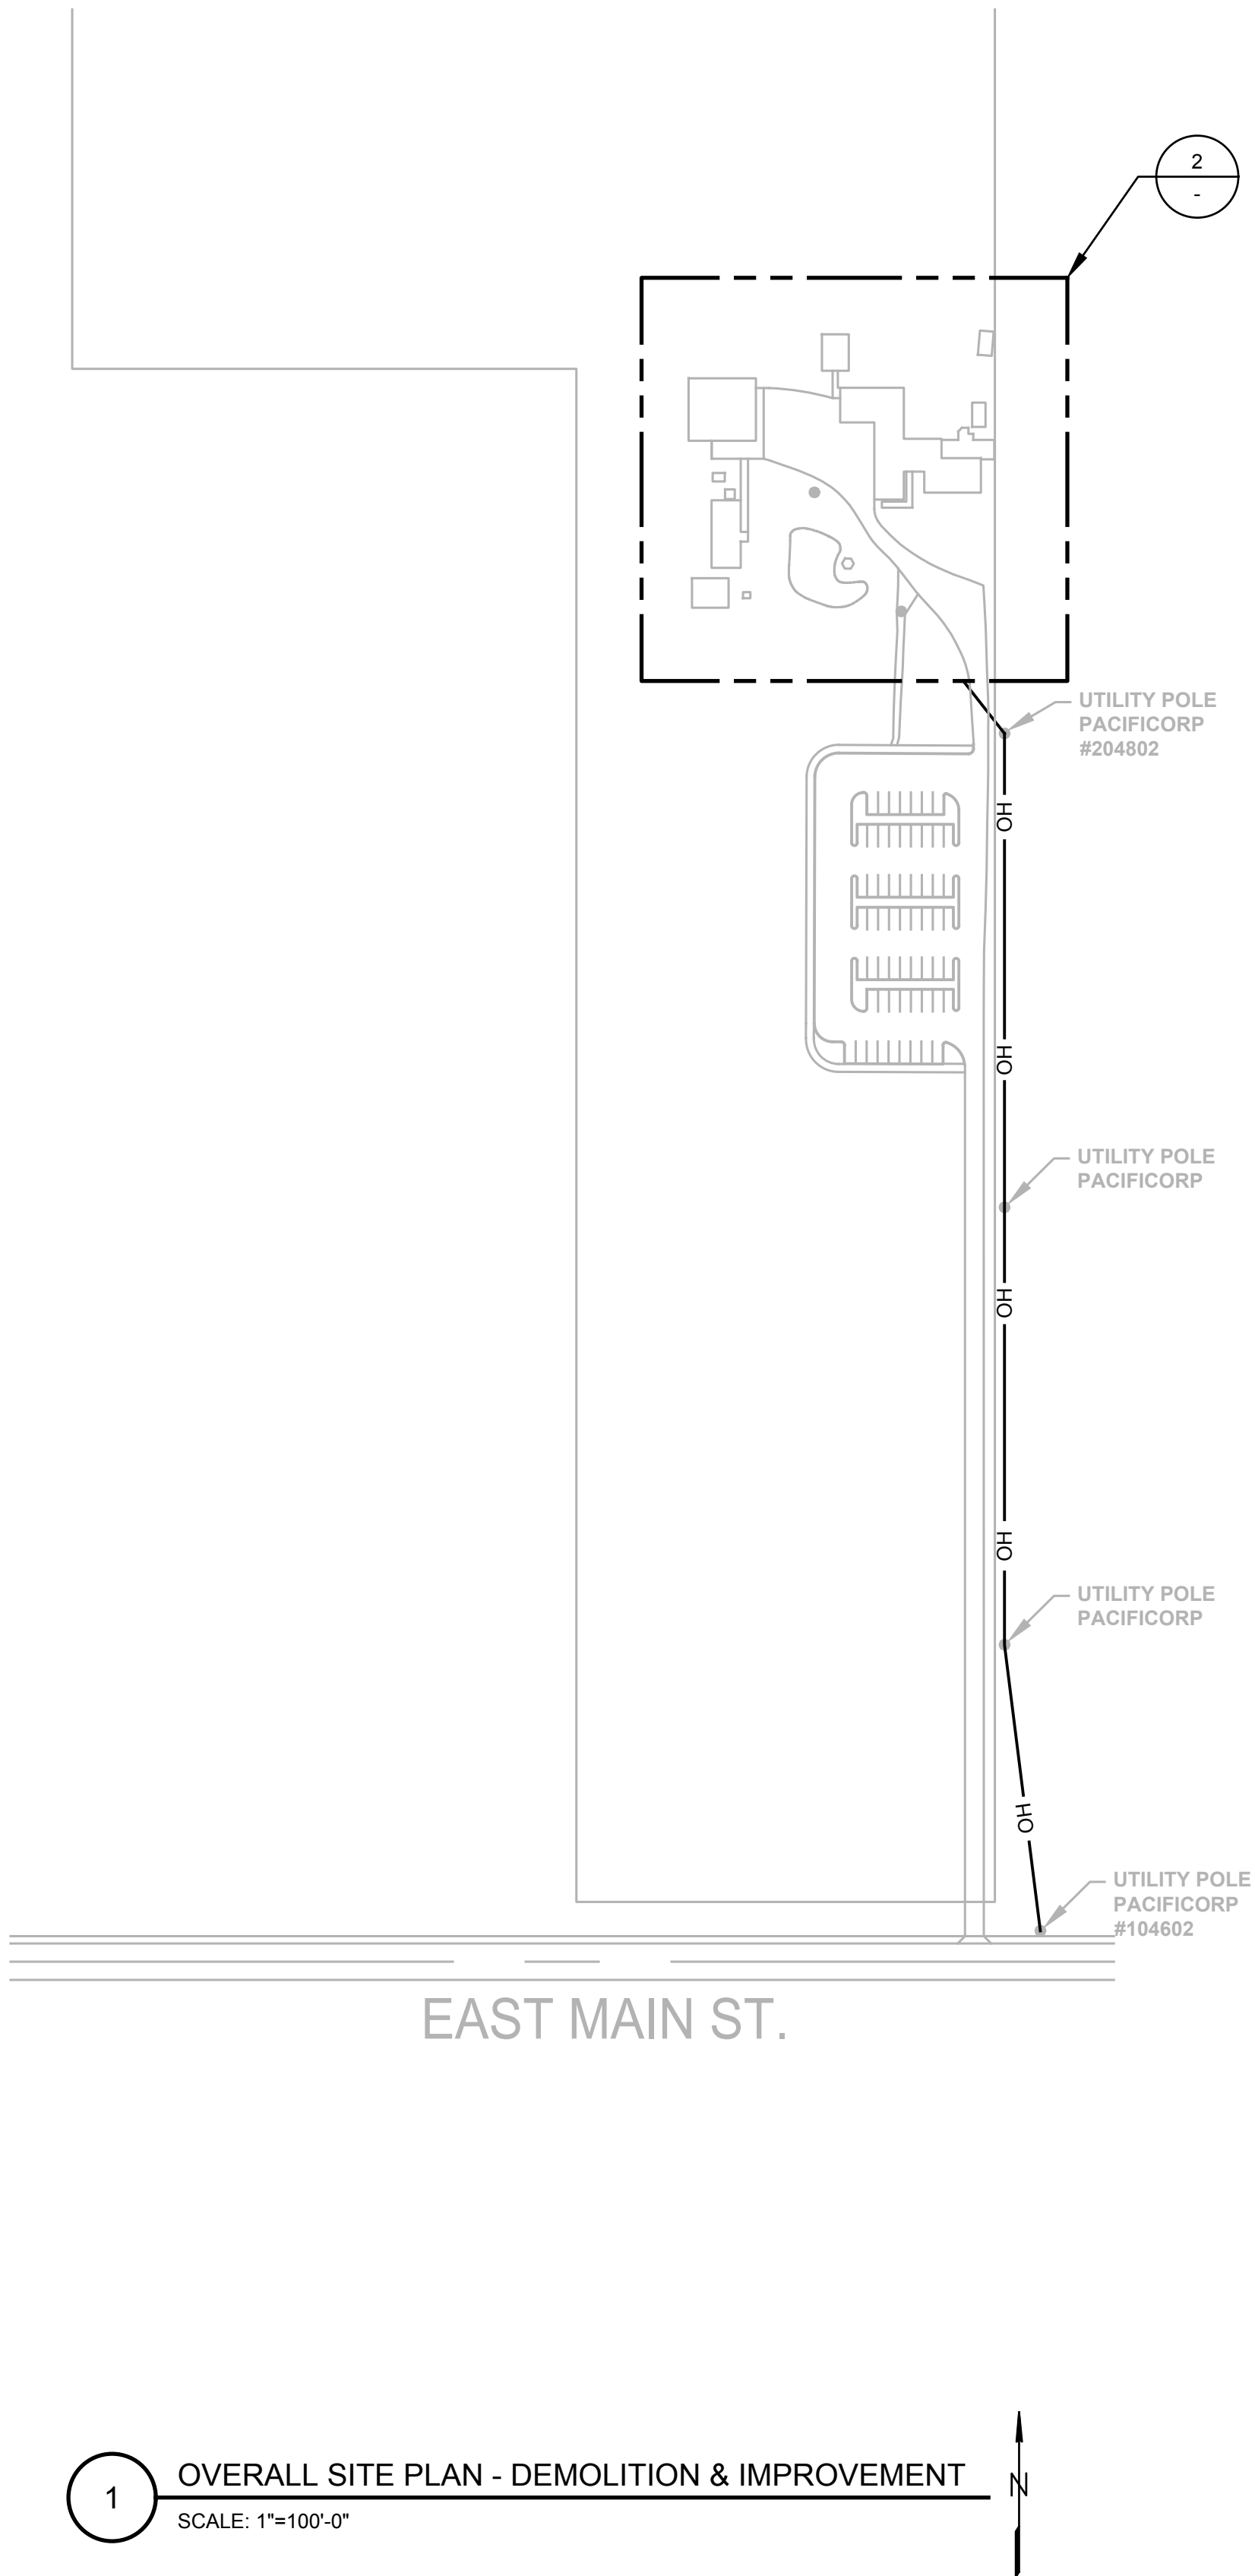 2
-
UTILITY POLE
PACIFICORP
#204802
OH
OH
UTILITY POLE
PACIFICORP
OH
OH
UTILITY POLE
PACIFICORP
OH
UTILITY POLE
PACIFICORP
#104602
EAST MAIN ST.
1
OVERALL SITE PLAN - DEMOLITION & IMPROVEMENT
SCALE: 1"=100'-0"
N